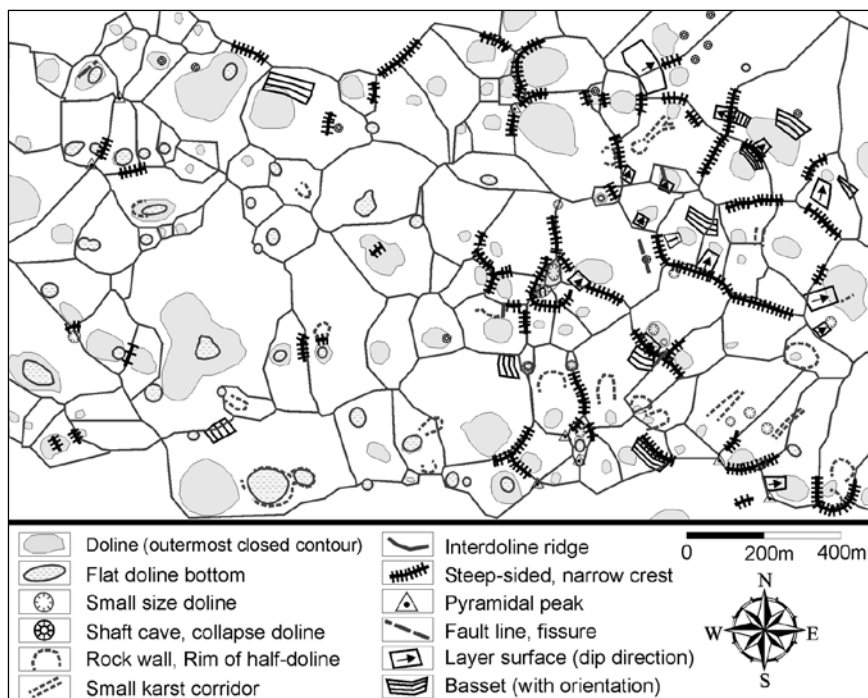 Doline (outermost closed contour)
Flat doline bottom
Small size doline
Shaft cave, collapse doline
Rock wall, Rim of half-doline
Small karst corridor
Interdoline ridge
Steep-sided, narrow crest
Pyramidal peak
Fault line, fissure
Layer surface (dip direction)
Basset (with orientation)
0 200m 400m
N
W E
S